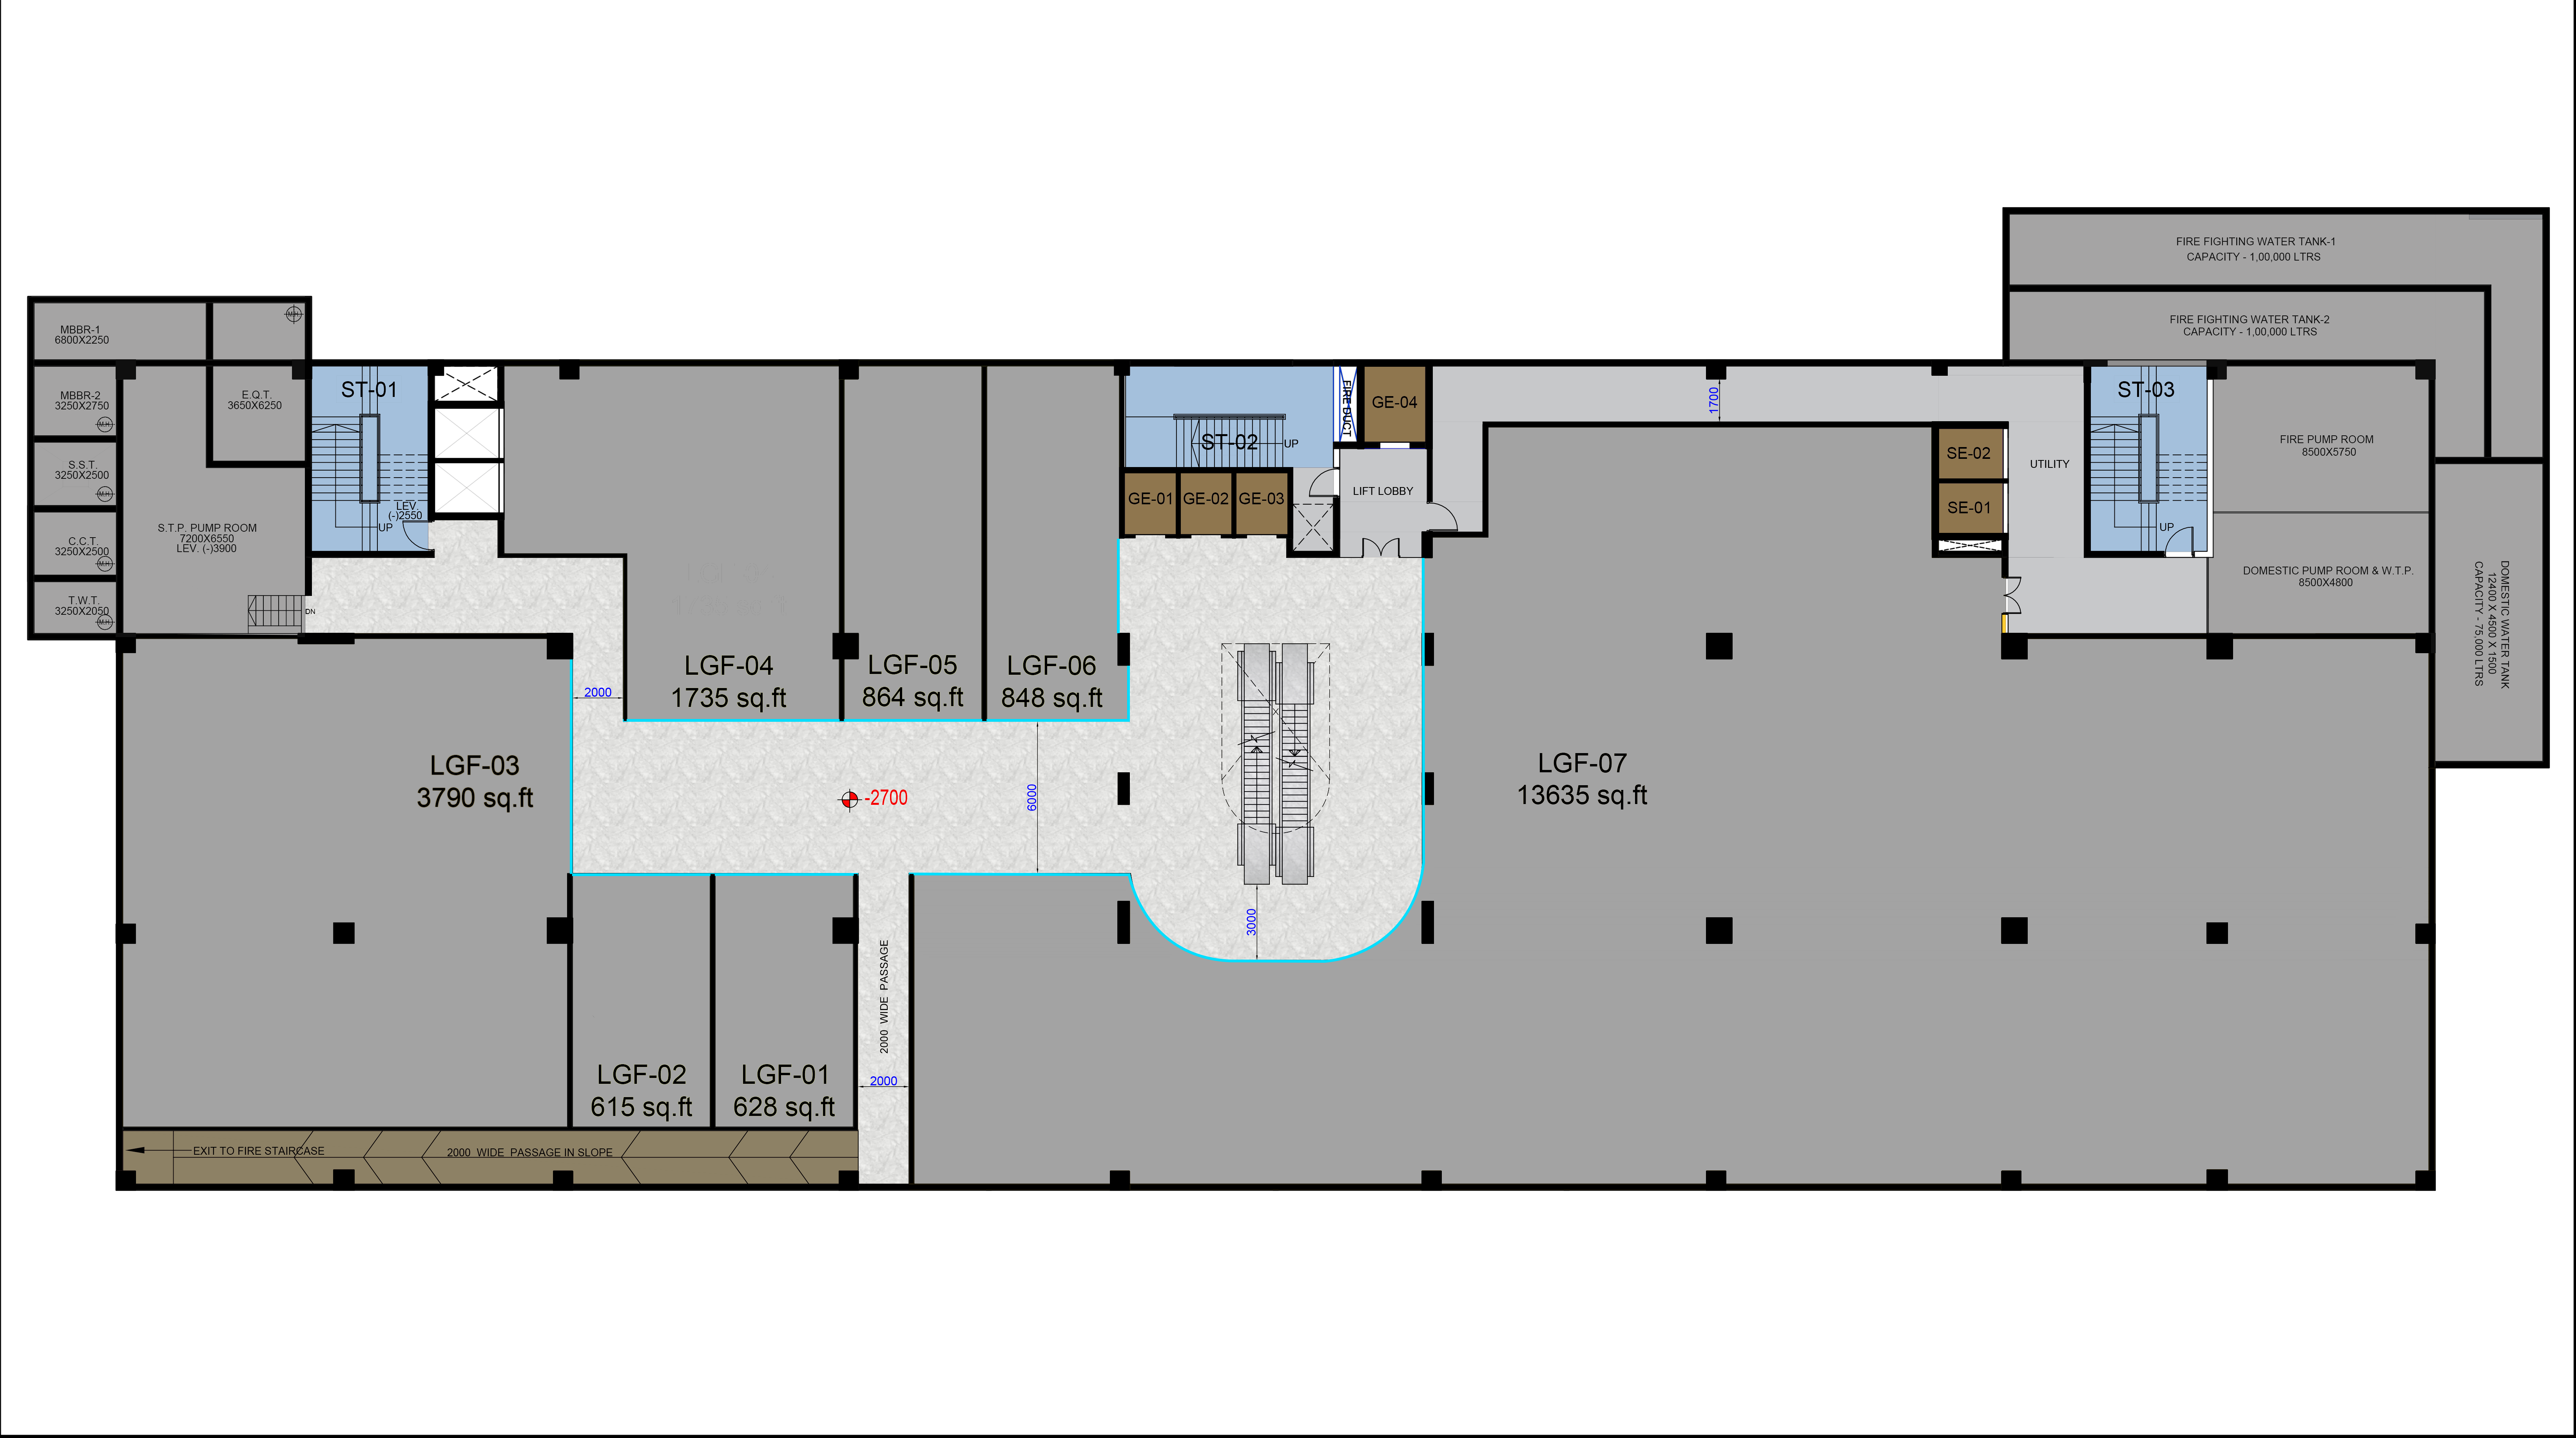 FIRE FIGHTING WATER TANK-1
CAPACITY - 1,00,000 LTRS
FIRE FIGHTING WATER TANK-2
CAPACITY - 1,00,000 LTRS
MBBR-1
6800X2250
M.H
MBBR-2
3250X2750
M.H
E.Q.T.
3650X6250
S.S.T.
3250X2500
M.H
C.C.T.
3250X2500
M.H
T.W.T.
3250X2050
M.H
S.T.P. PUMP ROOM
7200X6550
LEV. (-)3900
DN
ST-01
LEV.
(-)2550
UP
ST-02
UP
FIRE DUCT
GE-04
GE-01
GE-02
GE-03
LIFT LOBBY
1700
SE-02
SE-01
UTILITY
ST-03
UP
FIRE PUMP ROOM
8500X5750
DOMESTIC PUMP ROOM & W.T.P.
8500X4800
DOMESTIC WATER TANK
12400 X 4500 X 1500
CAPACITY - 75,000 LTRS
LGF-04
1735 sq.ft
LGF-05
864 sq.ft
LGF-06
848 sq.ft
2000
LGF-03
3790 sq.ft
-2700
6000
LGF-07
13635 sq.ft
3000
2000 WIDE PASSAGE
2000
LGF-02
615 sq.ft
LGF-01
628 sq.ft
EXIT TO FIRE STAIRCASE
2000 WIDE PASSAGE IN SLOPE